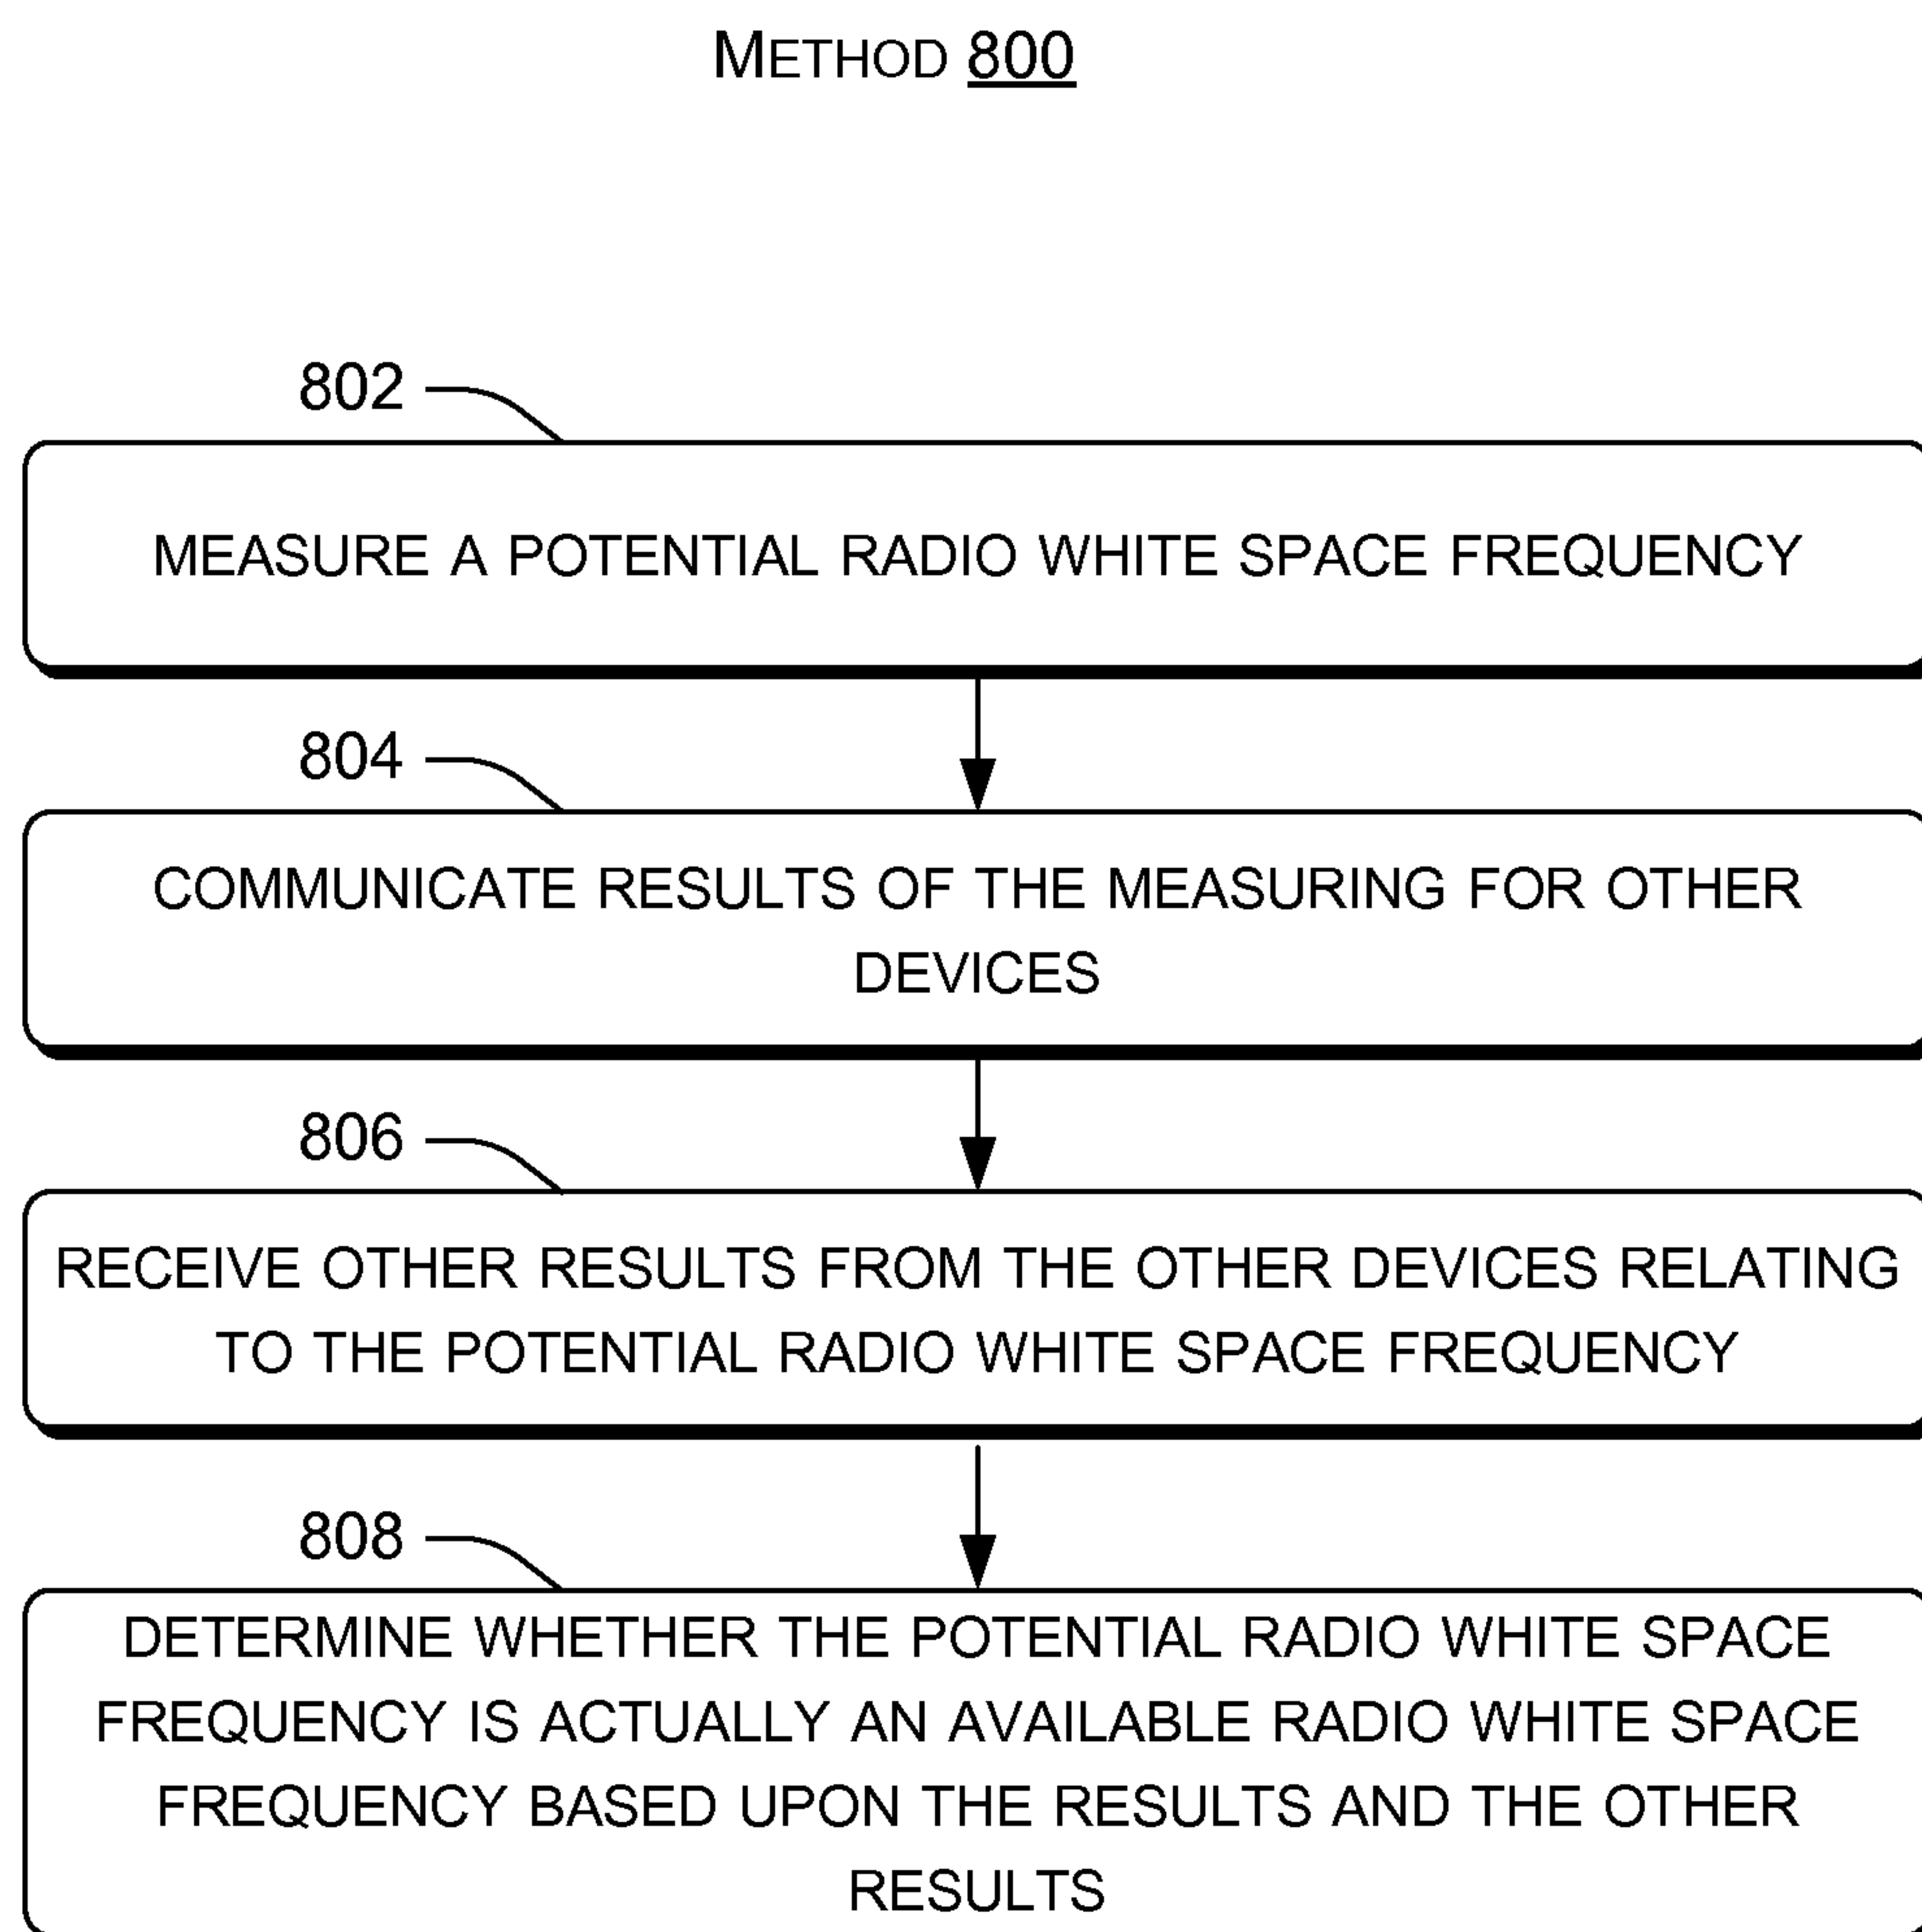 METHOD 800
802
MEASURE A POTENTIAL RADIO WHITE SPACE FREQUENCY
804
COMMUNICATE RESULTS OF THE MEASURING FOR OTHER
DEVICES
806
RECEIVE OTHER RESULTS FROM THE OTHER DEVICES RELATING
TO THE POTENTIAL RADIO WHITE SPACE FREQUENCY
808
DETERMINE WHETHER THE POTENTIAL RADIO WHITE SPACE
FREQUENCY IS ACTUALLY AN AVAILABLE RADIO WHITE SPACE
FREQUENCY BASED UPON THE RESULTS AND THE OTHER
RESULTS